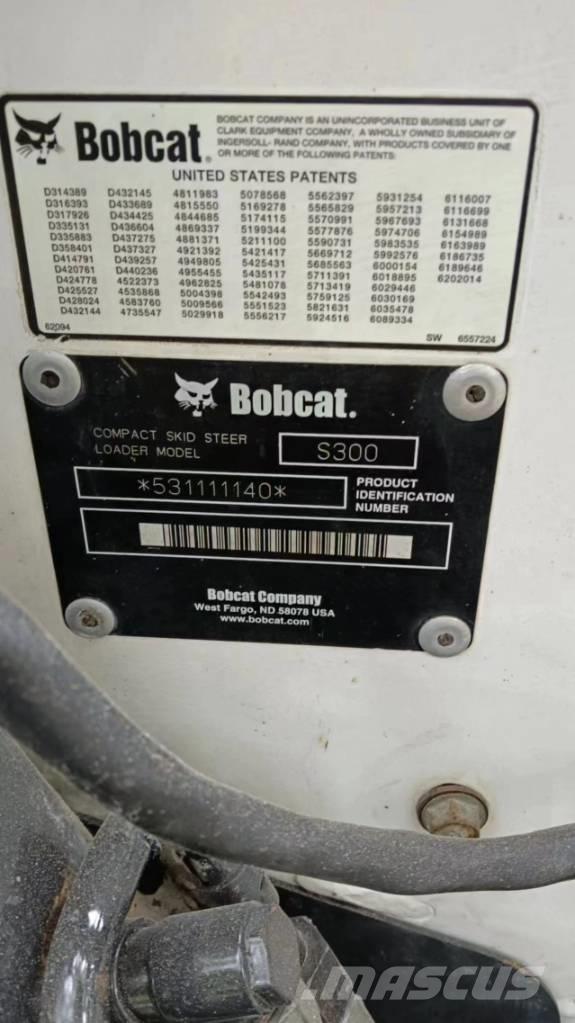 Bobcat.
BOBCAT COMPANY IS AN UNINCORPORATED BUSINESS UNIT OF
CLARK EQUIPMENT COMPANY, A WHOLLY OWNED SUBSIDIARY OF
INGERSOLL-RAND COMPANY, WITH PRODUCTS COVERED BY ONE
OR MORE OF THE FOLLOWING PATENTS:
UNITED STATES PATENTS
D314389 D432145 4811983 5078568 5562397 5931254 6116007
D316393 D433689 4815550 5169278 5565829 5957213 6116699
D317926 D434425 4844685 5174115 5570991 5967693 6131668
D335131 D436604 4869337 5199344 5577876 5974706 6154989
D335883 D437275 4881371 5211100 5590731 5983535 6163989
D358401 D437327 4921392 5421417 5669712 5992576 6186735
D414791 D439257 4949805 5425431 5685563 6000154 6189646
D420761 D440236 4955455 5435117 5711391 6018895 6202014
D424778 4522373 4962825 5481078 5713419 6029446
D425527 4535868 5004398 5542493 5759125 6030169
D428024 4583760 5009566 5551523 5821631 6035478
D432144 4735547 5029918 5556217 5924516 6089334
62094 SW 6557224
Bobcat.
COMPACT SKID STEER
LOADER MODEL S300
*531111140* PRODUCT
IDENTIFICATION
NUMBER
Bobcat Company
West Fargo, ND 58078 USA
www.bobcat.com
MASCUS